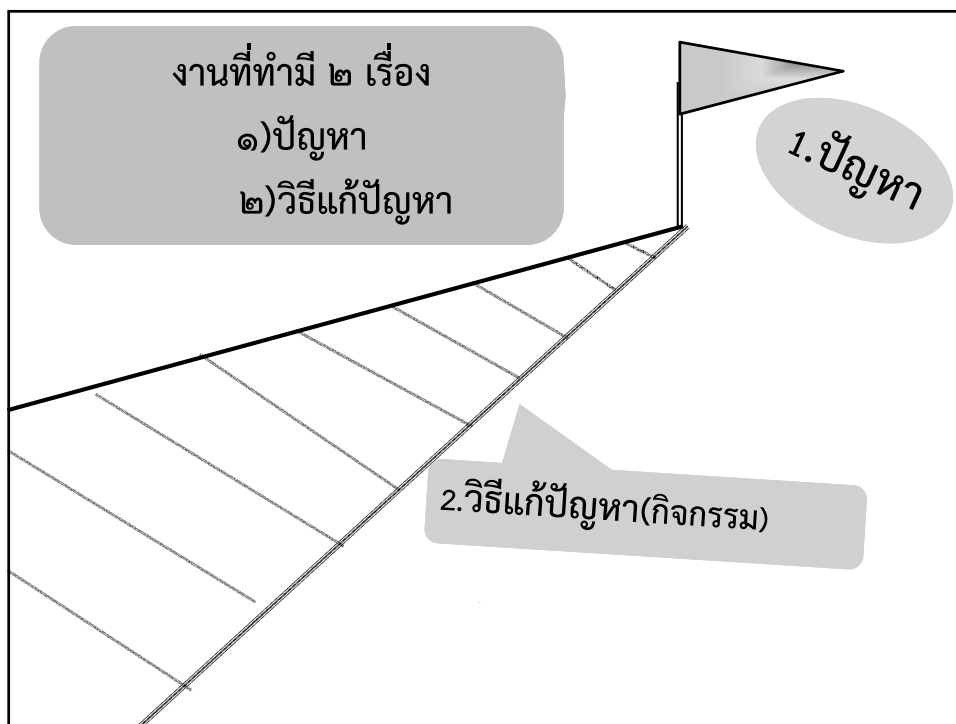 งานที่ทำมี ๒ เรื่อง
๑)ปัญหา
๒)วิธีแก้ปัญหา
1.ปัญหา
2.วิธีแก้ปัญหา(กิจกรรม)